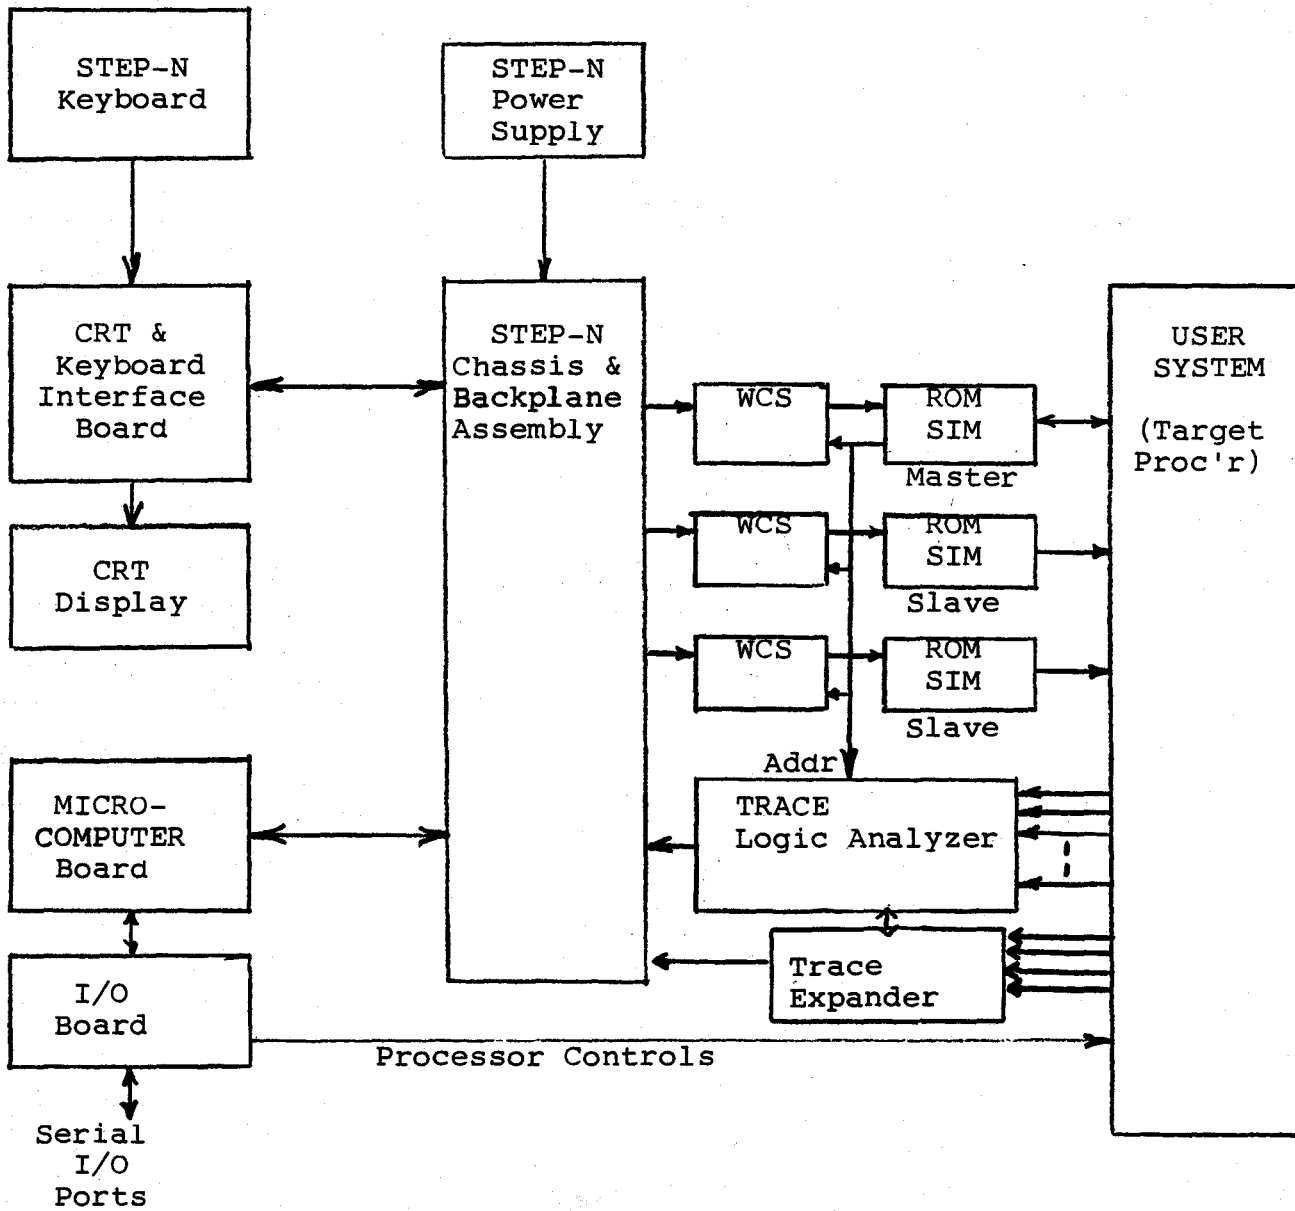 STEP-N
Keyboard
STEP-N
Power
Supply
CRT &
Keyboard
Interface
Board
STEP-N
Chassis &
Backplane
Assembly
USER
SYSTEM
(Target
Proc'r)
WCS
ROM
SIM
Master
WCS
ROM
SIM
Slave
WCS
ROM
SIM
Slave
CRT
Display
MICRO-
COMPUTER
Board
Addr
TRACE
Logic Analyzer
Trace
Expander
I/O
Board
Processor Controls
Serial
I/O
Ports